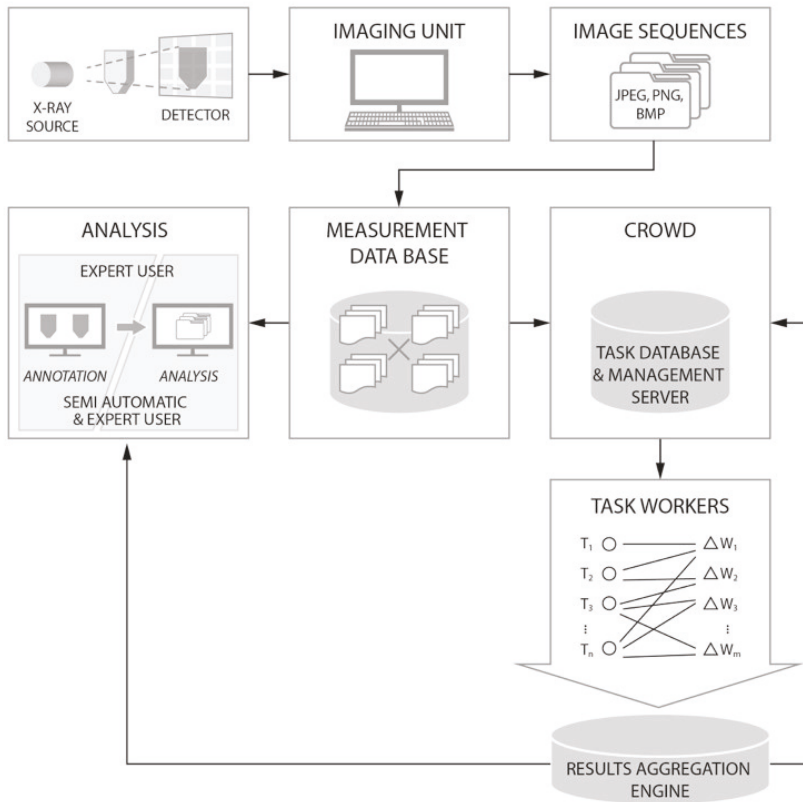 X-RAY
SOURCE
DETECTOR
IMAGING UNIT
IMAGE SEQUENCES
JPEG, PNG,
BMP
ANALYSIS
EXPERT USER
ANNOTATION
ANALYSIS
SEMI AUTOMATIC
& EXPERT USER
MEASUREMENT
DATA BASE
CROWD
TASK DATABASE
& MANAGEMENT
SERVER
TASK WORKERS
T₁ W₁
T₂ W₂
T₃ W₃
⋮ ⋮
Tₙ Wₘ
RESULTS AGGREGATION
ENGINE